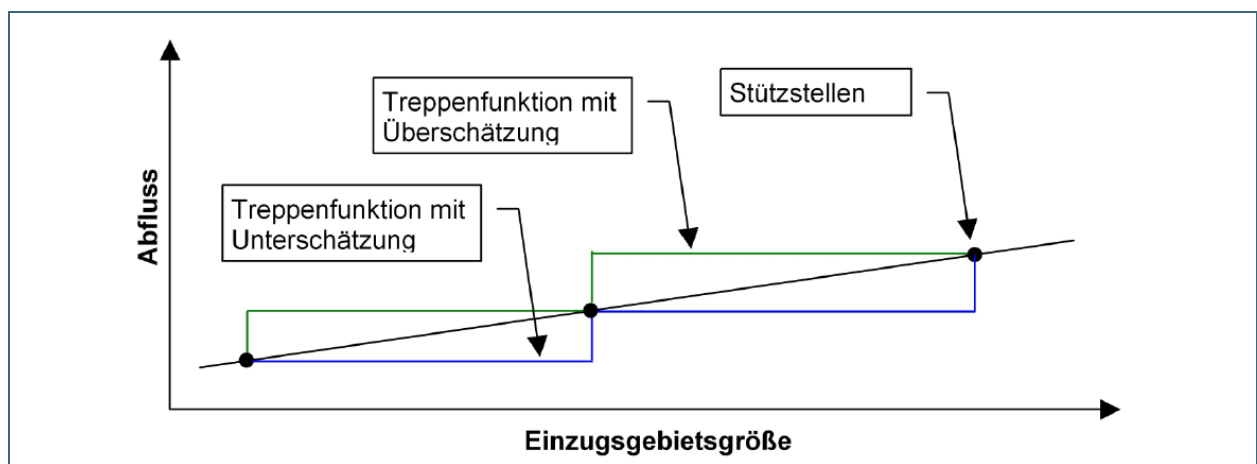 Treppenfunktion mit
Überschätzung
Stützstellen
Treppenfunktion mit
Unterschätzung
Abfluss
Einzugsgebietsgröße